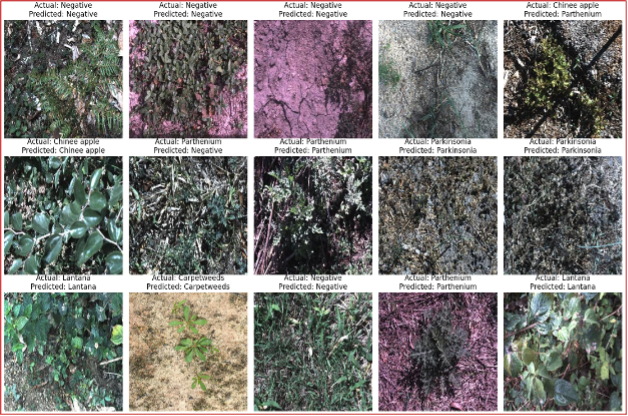 Actual: Negative
Predicted: Negative
Actual: Negative
Predicted: Negative
Actual: Negative
Predicted: Negative
Actual: Negative
Predicted: Negative
Actual: Chinee apple
Predicted: Parthenium
Actual: Chinee apple
Predicted: Chinee apple
Actual: Parthenium
Predicted: Negative
Actual: Parthenium
Predicted: Parthenium
Actual: Parkinsonia
Predicted: Parkinsonia
Actual: Parkinsonia
Predicted: Parkinsonia
Actual: Lantana
Predicted: Lantana
Actual: Carpetweeds
Predicted: Carpetweeds
Actual: Negative
Predicted: Negative
Actual: Parthenium
Predicted: Parthenium
Actual: Lantana
Predicted: Lantana